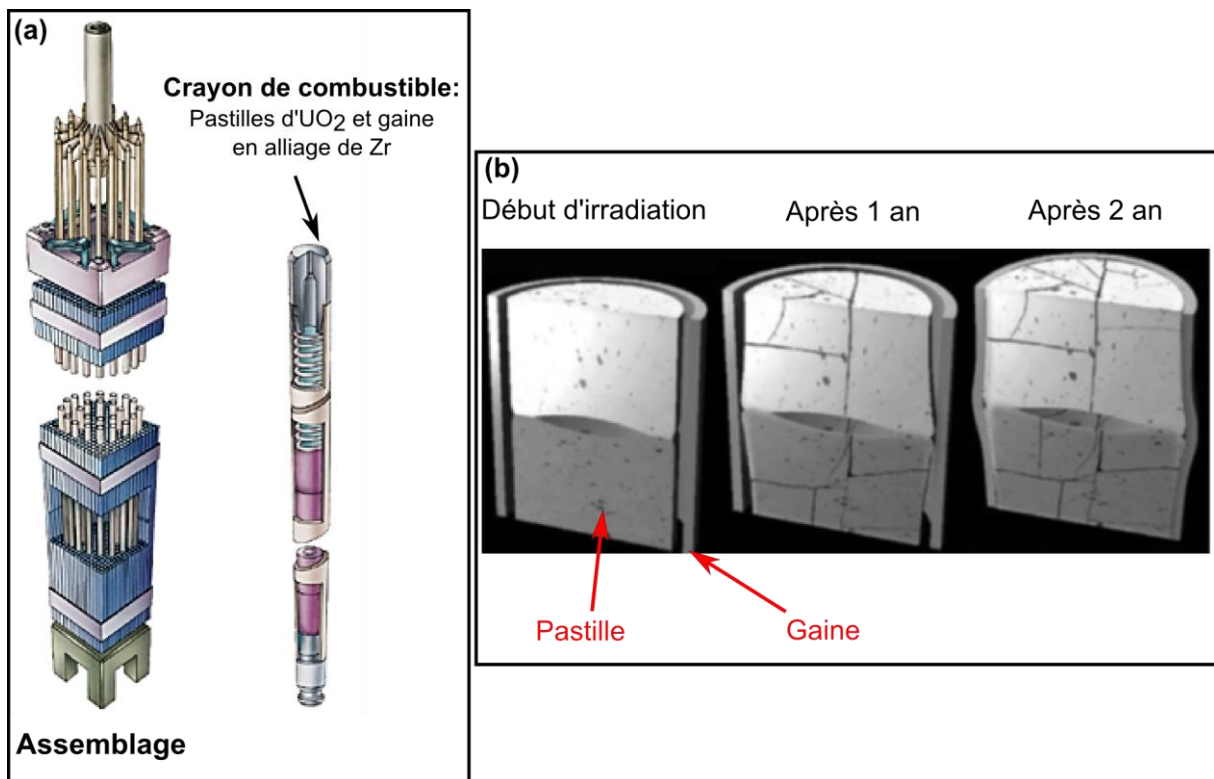 (a)
Crayon de combustible:
Pastilles d'UO2 et gaine
en alliage de Zr
Assemblage
(b)
Début d'irradiation
Après 1 an
Après 2 an
Pastille
Gaine